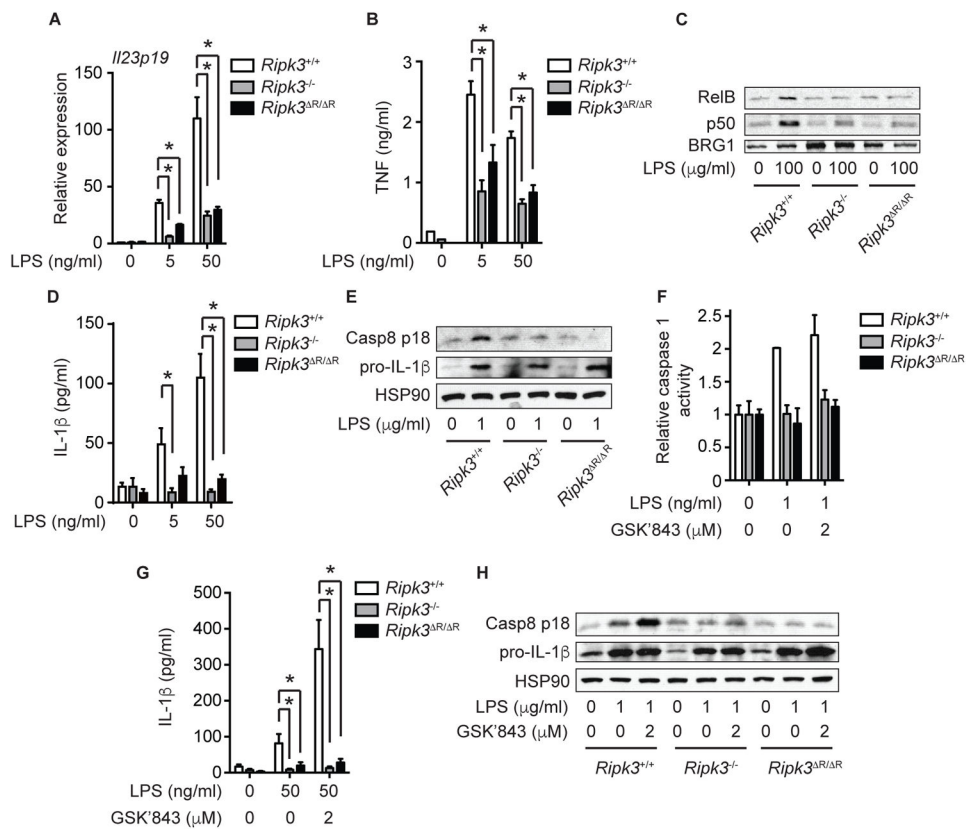 A
Il23p19
Relative expression
150
100
50
0
Ripk3+/+
Ripk3-/-
Ripk3ΔR/ΔR
* * * *
LPS (ng/ml) 0 5 50
B
TNF (ng/ml)
3
2
1
0
Ripk3+/+
Ripk3-/-
Ripk3ΔR/ΔR
* * * *
LPS (ng/ml) 0 5 50
C
RelB
p50
BRG1
LPS (μg/ml) 0 100 0 100 0 100
Ripk3+/+ Ripk3-/- Ripk3ΔR/ΔR
D
IL-1β (pg/ml)
150
100
50
0
Ripk3+/+
Ripk3-/-
Ripk3ΔR/ΔR
* * *
LPS (ng/ml) 0 5 50
E
Casp8 p18
pro-IL-1β
HSP90
LPS (μg/ml) 0 1 0 1 0 1
Ripk3+/+ Ripk3-/- Ripk3ΔR/ΔR
F
Relative caspase 1
activity
2.5
2
1.5
1
0.5
0
Ripk3+/+
Ripk3-/-
Ripk3ΔR/ΔR
LPS (ng/ml) 0 1 1
GSK'843 (μM) 0 0 2
G
IL-1β (pg/ml)
500
400
300
200
100
0
Ripk3+/+
Ripk3-/-
Ripk3ΔR/ΔR
* * * *
LPS (ng/ml) 0 50 50
GSK'843 (μM) 0 0 2
H
Casp8 p18
pro-IL-1β
HSP90
LPS (μg/ml) 0 1 1 0 1 1 0 1 1
GSK'843 (μM) 0 0 2 0 0 2 0 0 2
Ripk3+/+ Ripk3-/- Ripk3ΔR/ΔR